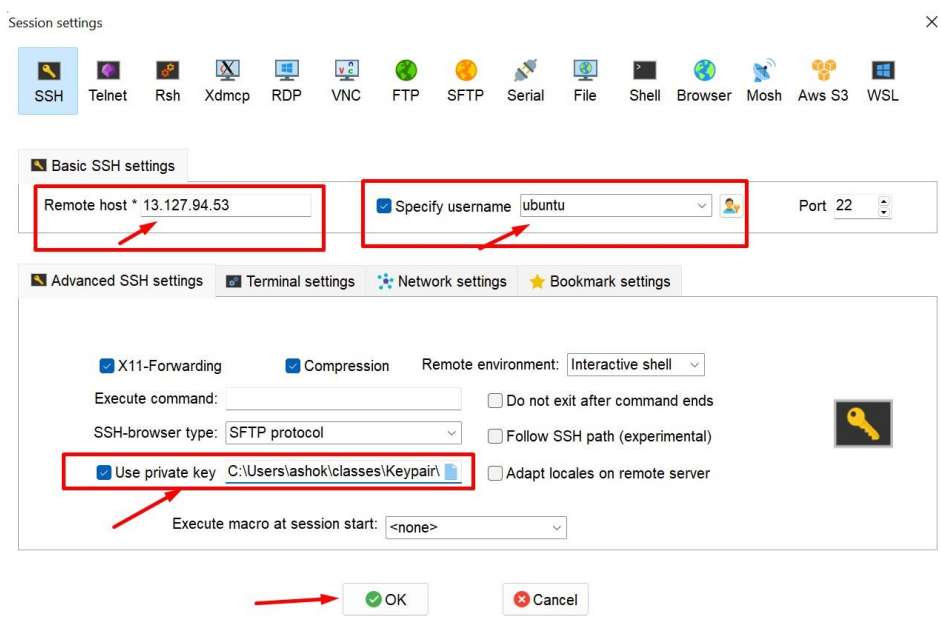 Session settings
SSH Telnet Rsh Xdmcp RDP VNC FTP SFTP Serial File Shell Browser Mosh Aws S3 WSL
Basic SSH settings
Remote host * 13.127.94.53 Specify username ubuntu Port 22
Advanced SSH settings Terminal settings Network settings Bookmark settings
X11-Forwarding Compression Remote environment: Interactive shell
Execute command: Do not exit after command ends
SSH-browser type: SFTP protocol Follow SSH path (experimental)
Use private key C:\Users\ashok\classes\Keypair\ Adapt locales on remote server
Execute macro at session start: <none>
OK Cancel